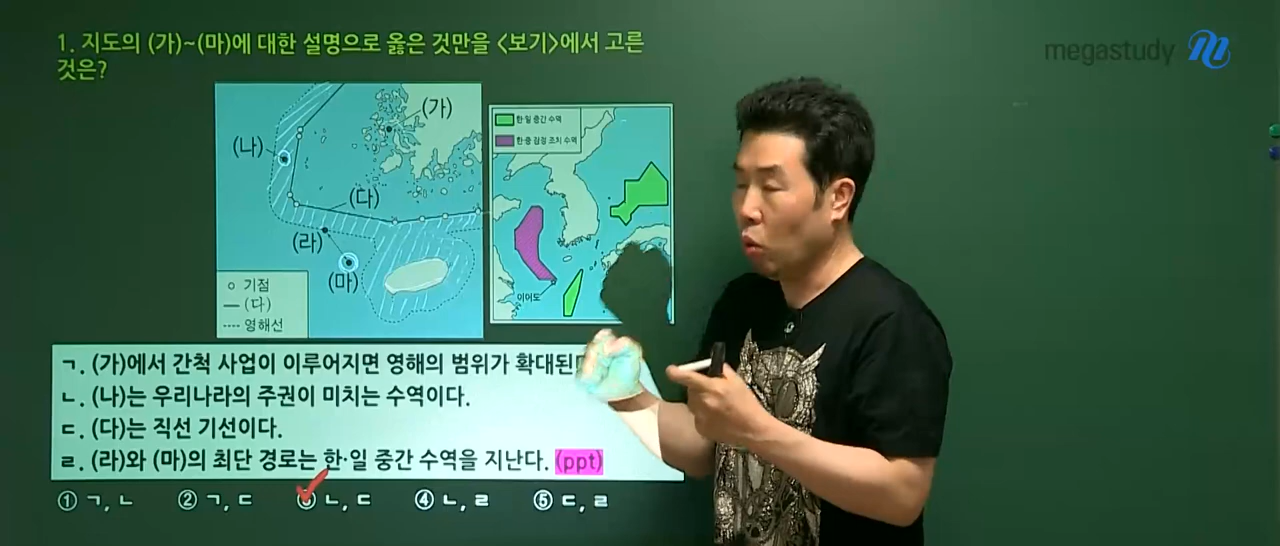 megastudy
1. 지도의 (가)~(마)에 대한 설명으로 옳은 것만을 <보기>에서 고른
것은?
(가)
(나)
(다)
(라)
(마)
기점
(다)
영해선
한·일 중간 수역
한·중 잠정 조치 수역
이어도
ㄱ. (가)에서 간척 사업이 이루어지면 영해의 범위가 확대된
ㄴ. (나)는 우리나라의 주권이 미치는 수역이다.
ㄷ. (다)는 직선 기선이다.
ㄹ. (라)와 (마)의 최단 경로는 한·일 중간 수역을 지난다. (ppt)
① ㄱ, ㄴ ② ㄱ, ㄷ ③ ㄴ, ㄷ ④ ㄴ, ㄹ ⑤ ㄷ, ㄹ